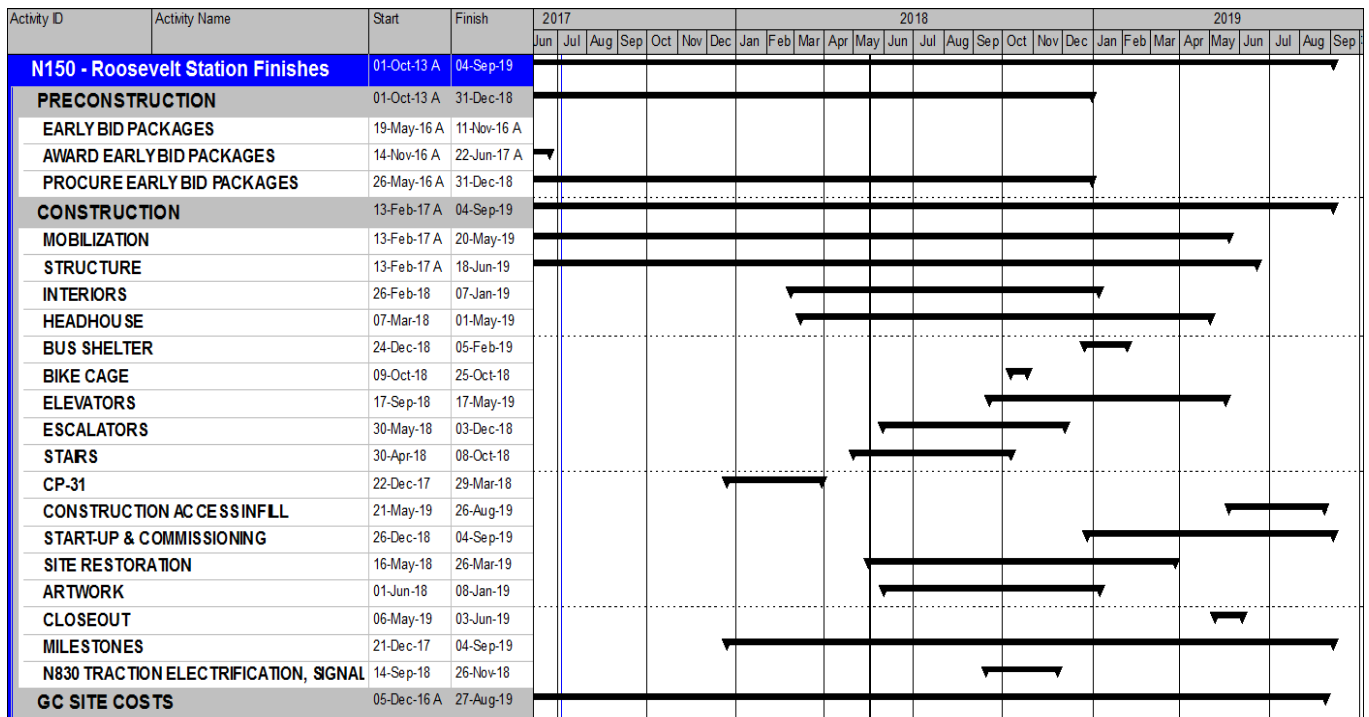 Activity ID Activity Name Start Finish 2017 2018 2019
Jun Jul Aug Sep Oct Nov Dec Jan Feb Mar Apr May Jun Jul Aug Sep Oct Nov Dec Jan Feb Mar Apr May Jun Jul Aug Sep
N150 - Roosevelt Station Finishes 01-Oct-13 A 04-Sep-19
PRECONSTRUCTION 01-Oct-13 A 31-Dec-18
EARLY BID PACKAGES 19-May-16 A 11-Nov-16 A
AWARD EARLY BID PACKAGES 14-Nov-16 A 22-Jun-17 A
PROCURE EARLY BID PACKAGES 26-May-16 A 31-Dec-18
CONSTRUCTION 13-Feb-17 A 04-Sep-19
MOBILIZATION 13-Feb-17 A 20-May-19
STRUCTURE 13-Feb-17 A 18-Jun-19
INTERIORS 26-Feb-18 07-Jan-19
HEADHOUSE 07-Mar-18 01-May-19
BUS SHELTER 24-Dec-18 05-Feb-19
BIKE CAGE 09-Oct-18 25-Oct-18
ELEVATORS 17-Sep-18 17-May-19
ESCALATORS 30-May-18 03-Dec-18
STAIRS 30-Apr-18 08-Oct-18
CP-31 22-Dec-17 29-Mar-18
CONSTRUCTION ACCESS INFILL 21-May-19 26-Aug-19
START-UP & COMMISSIONING 26-Dec-18 04-Sep-19
SITE RESTORATION 16-May-18 26-Mar-19
ARTWORK 01-Jun-18 08-Jan-19
CLOSEOUT 06-May-19 03-Jun-19
MILESTONES 21-Dec-17 04-Sep-19
N830 TRACTION ELECTRIFICATION, SIGNAL 14-Sep-18 26-Nov-18
GC SITE COSTS 05-Dec-16 A 27-Aug-19